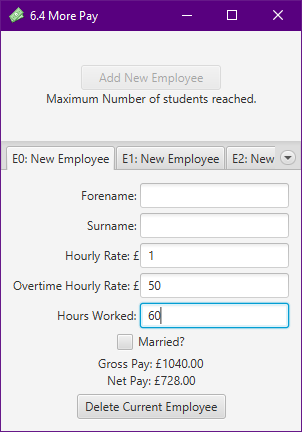 6.4 More Pay
Add New Employee
Maximum Number of students reached.
E0: New Employee E1: New Employee E2: New
Forename:
Surname:
Hourly Rate: £ 1
Overtime Hourly Rate: £ 50
Hours Worked: 60
Married?
Gross Pay: £1040.00
Net Pay: £728.00
Delete Current Employee